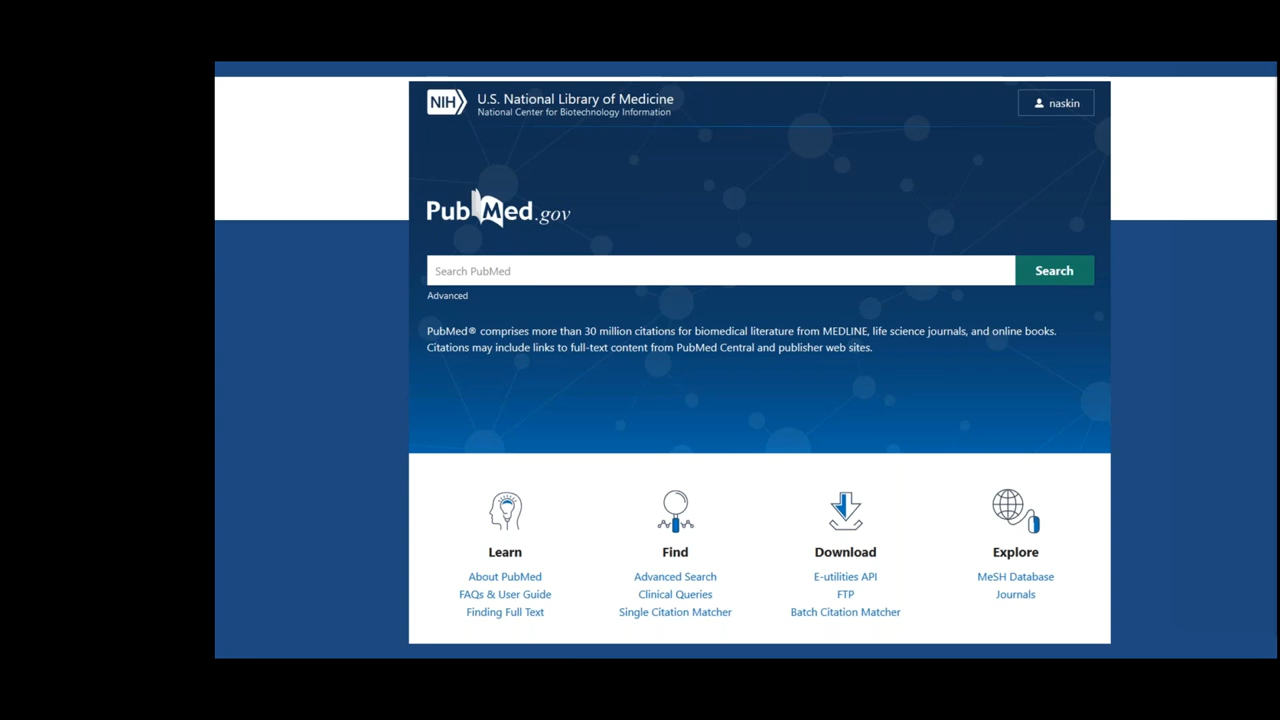 NIH
U.S. National Library of Medicine
National Center for Biotechnology Information
naskin
PubMed.gov
Search PubMed
Search
Advanced
PubMed® comprises more than 30 million citations for biomedical literature from MEDLINE, life science journals, and online books.
Citations may include links to full-text content from PubMed Central and publisher web sites.
Learn
About PubMed
FAQs & User Guide
Finding Full Text
Find
Advanced Search
Clinical Queries
Single Citation Matcher
Download
E-utilities API
FTP
Batch Citation Matcher
Explore
MeSH Database
Journals